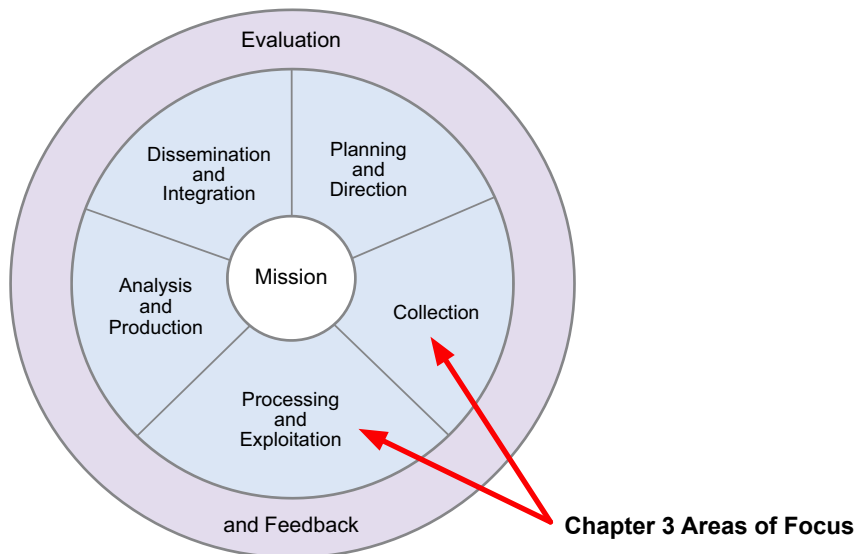 Evaluation
Dissemination
and
Integration
Planning
and
Direction
Mission
Analysis
and
Production
Collection
Processing
and
Exploitation
and Feedback
Chapter 3 Areas of Focus